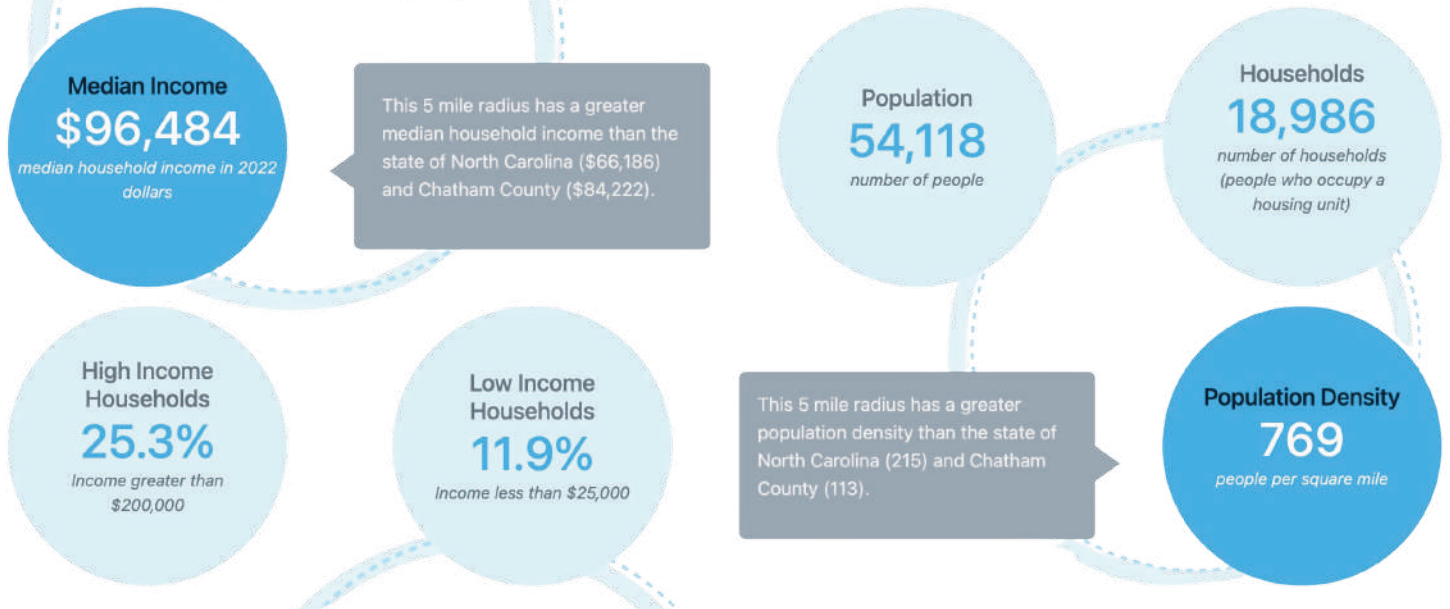 Median Income
$96,484
median household income in 2022
dollars
This 5 mile radius has a greater
median household income than the
state of North Carolina ($66,186)
and Chatham County ($84,222).
Population
54,118
number of people
Households
18,986
number of households
(people who occupy a
housing unit)
High Income
Households
25.3%
Income greater than
$200,000
Low Income
Households
11.9%
Income less than $25,000
This 5 mile radius has a greater
population density than the state of
North Carolina (215) and Chatham
County (113).
Population Density
769
people per square mile